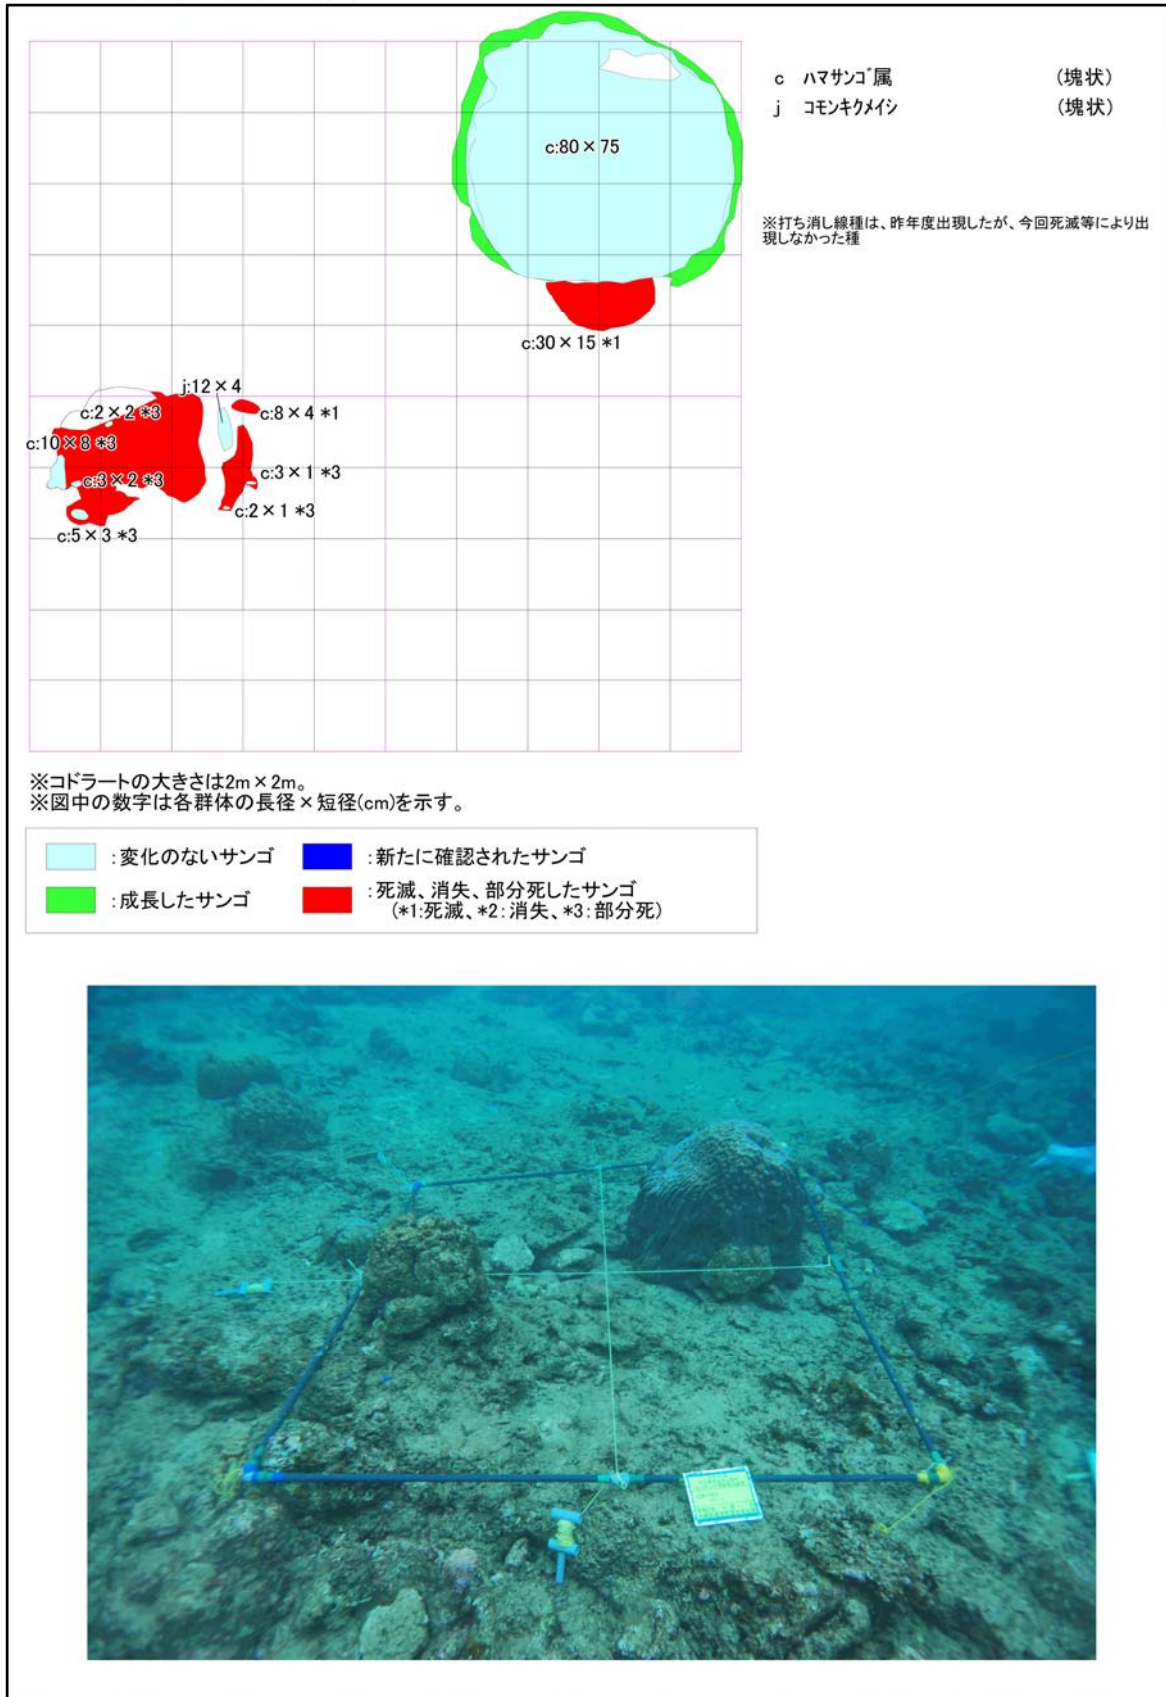 c ハマサンゴ属 (塊状)
j コモンキクメイシ (塊状)
※打ち消し線種は、昨年度出現したが、今回死滅等により出
現しなかった種
c:80×75
c:30×15 *1
j:12×4
c:2×2 *3
c:8×4 *1
c:10×8 *3
c:3×2 *3
c:3×1 *3
c:2×1 *3
c:5×3 *3
※コドラートの大きさは2m×2m。
※図中の数字は各群体の長径×短径(cm)を示す。
:変化のないサンゴ
:新たに確認されたサンゴ
:成長したサンゴ
:死滅、消失、部分死したサンゴ
(*1:死滅、*2:消失、*3:部分死)